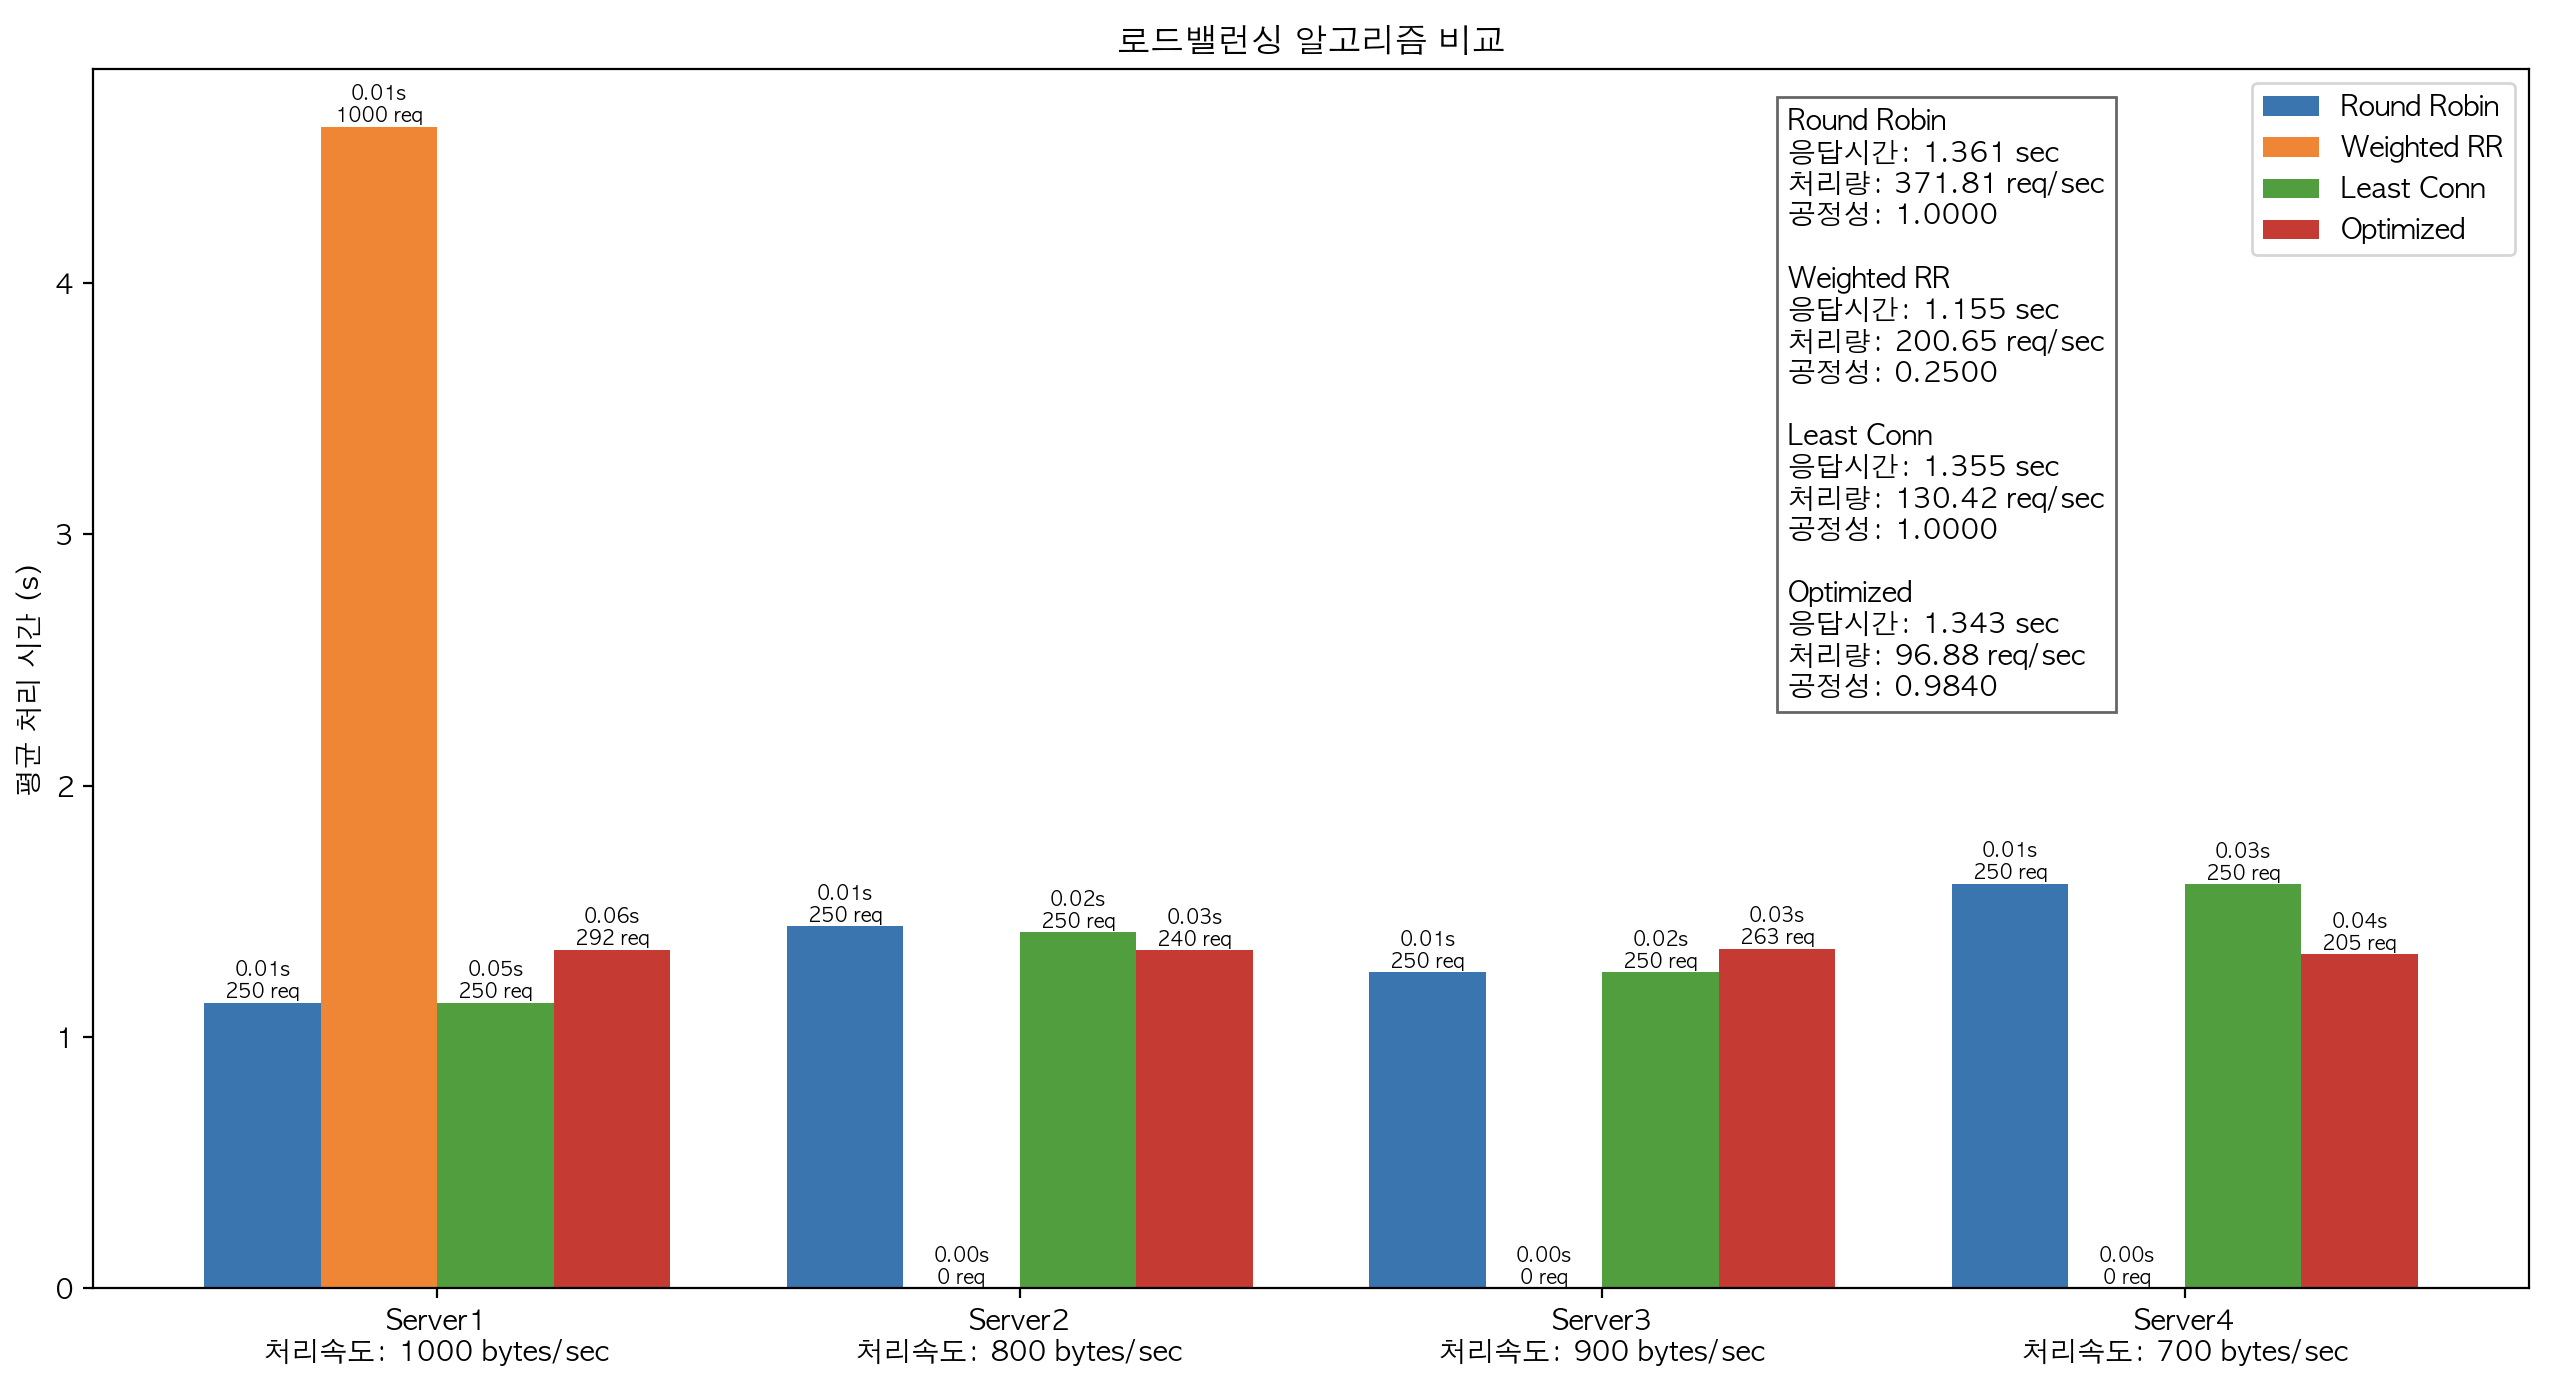 로드밸런싱 알고리즘 비교
Round Robin
Weighted RR
Least Conn
Optimized
Round Robin
응답시간: 1.361 sec
처리량: 371.81 req/sec
공정성: 1.0000
Weighted RR
응답시간: 1.155 sec
처리량: 200.65 req/sec
공정성: 0.2500
Least Conn
응답시간: 1.355 sec
처리량: 130.42 req/sec
공정성: 1.0000
Optimized
응답시간: 1.343 sec
처리량: 96.88 req/sec
공정성: 0.9840
평균 처리 시간 (s)
4
3
2
1
0
0.01s
250 req
0.01s
1000 req
0.05s
250 req
0.06s
292 req
0.01s
250 req
0.00s
0 req
0.02s
250 req
0.03s
240 req
0.01s
250 req
0.00s
0 req
0.02s
250 req
0.03s
263 req
0.01s
250 req
0.00s
0 req
0.03s
250 req
0.04s
205 req
Server1
처리속도: 1000 bytes/sec
Server2
처리속도: 800 bytes/sec
Server3
처리속도: 900 bytes/sec
Server4
처리속도: 700 bytes/sec